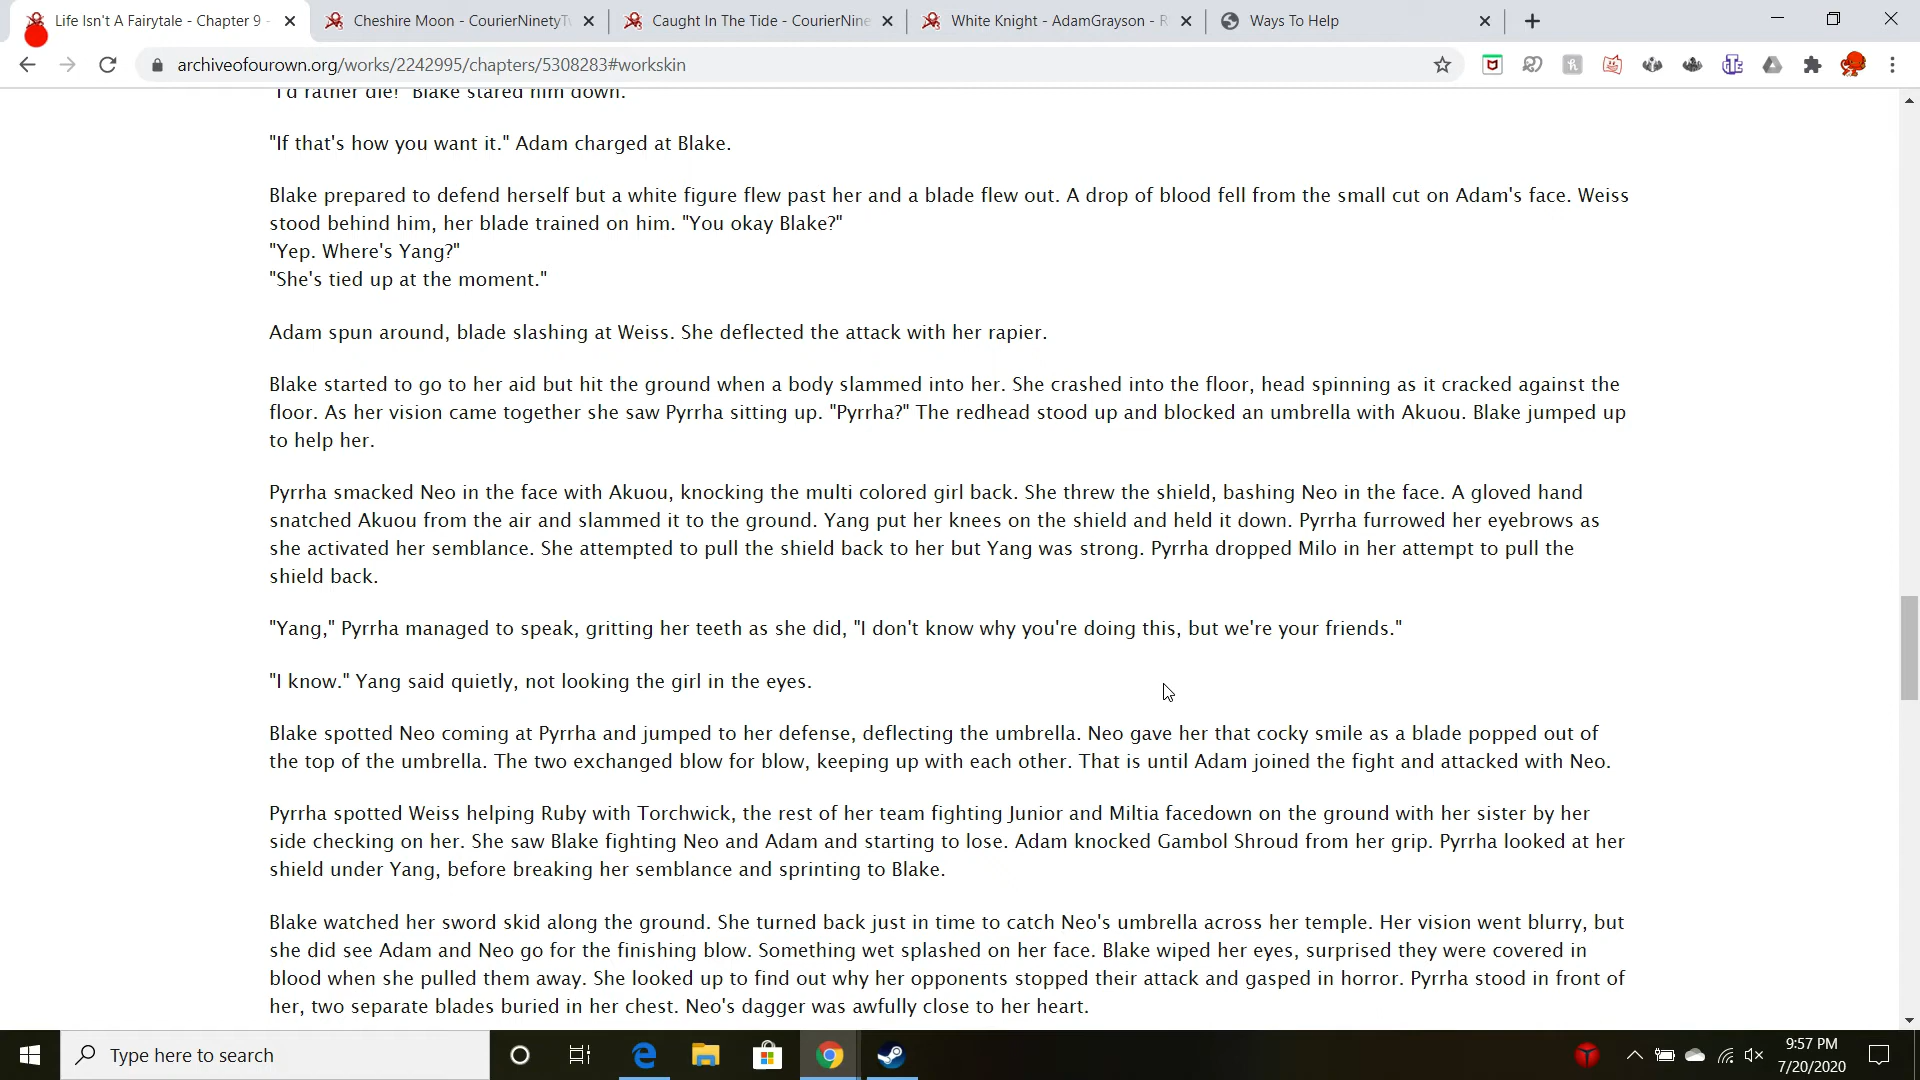 Life Isn't A Fairytale - Chapter 9 -
Cheshire Moon - CourierNinetyTu
Caught In The Tide - CourierNine
White Knight - AdamGrayson - R
Ways To Help
archiveofourown.org/works/2242995/chapters/5308283#workskin
"I'd rather die!" Blake stared him down.
"If that's how you want it." Adam charged at Blake.
Blake prepared to defend herself but a white figure flew past her and a blade flew out. A drop of blood fell from the small cut on Adam's face. Weiss
stood behind him, her blade trained on him. "You okay Blake?"
"Yep. Where's Yang?"
"She's tied up at the moment."
Adam spun around, blade slashing at Weiss. She deflected the attack with her rapier.
Blake started to go to her aid but hit the ground when a body slammed into her. She crashed into the floor, head spinning as it cracked against the
floor. As her vision came together she saw Pyrrha sitting up. "Pyrrha?" The redhead stood up and blocked an umbrella with Akuou. Blake jumped up
to help her.
Pyrrha smacked Neo in the face with Akuou, knocking the multi colored girl back. She threw the shield, bashing Neo in the face. A gloved hand
snatched Akuou from the air and slammed it to the ground. Yang put her knees on the shield and held it down. Pyrrha furrowed her eyebrows as
she activated her semblance. She attempted to pull the shield back to her but Yang was strong. Pyrrha dropped Milo in her attempt to pull the
shield back.
"Yang," Pyrrha managed to speak, gritting her teeth as she did, "I don't know why you're doing this, but we're your friends."
"I know." Yang said quietly, not looking the girl in the eyes.
Blake spotted Neo coming at Pyrrha and jumped to her defense, deflecting the umbrella. Neo gave her that cocky smile as a blade popped out of
the top of the umbrella. The two exchanged blow for blow, keeping up with each other. That is until Adam joined the fight and attacked with Neo.
Pyrrha spotted Weiss helping Ruby with Torchwick, the rest of her team fighting Junior and Miltia facedown on the ground with her sister by her
side checking on her. She saw Blake fighting Neo and Adam and starting to lose. Adam knocked Gambol Shroud from her grip. Pyrrha looked at her
shield under Yang, before breaking her semblance and sprinting to Blake.
Blake watched her sword skid along the ground. She turned back just in time to catch Neo's umbrella across her temple. Her vision went blurry, but
she did see Adam and Neo go for the finishing blow. Something wet splashed on her face. Blake wiped her eyes, surprised they were covered in
blood when she pulled them away. She looked up to find out why her opponents stopped their attack and gasped in horror. Pyrrha stood in front of
her, two separate blades buried in her chest. Neo's dagger was awfully close to her heart.
Type here to search
9:57 PM
7/20/2020